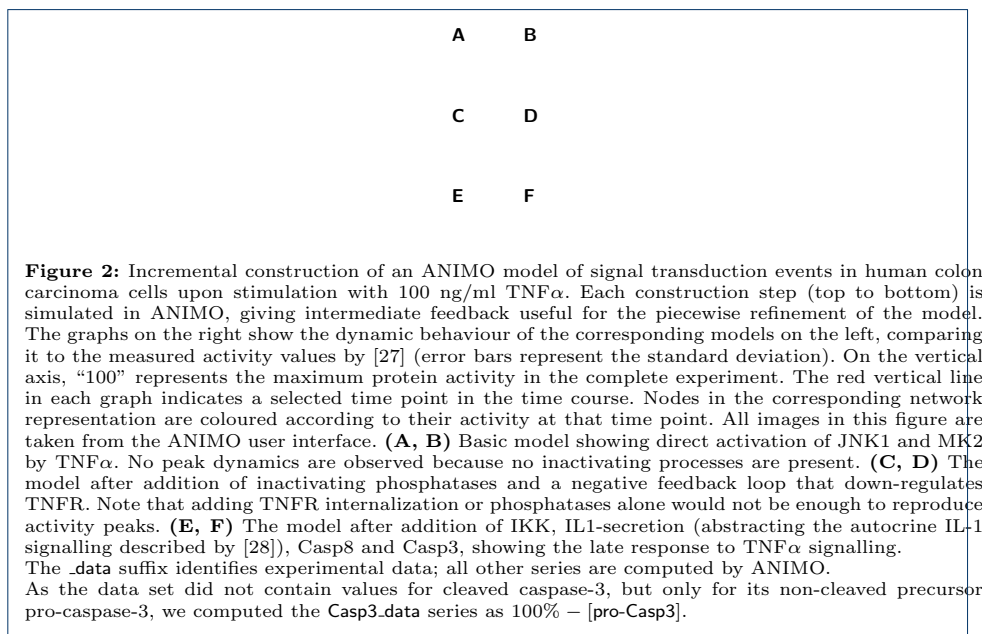 A B
C D
E F
Figure 2: Incremental construction of an ANIMO model of signal transduction events in human colon
carcinoma cells upon stimulation with 100 ng/ml TNFα. Each construction step (top to bottom) is
simulated in ANIMO, giving intermediate feedback useful for the piecewise refinement of the model.
The graphs on the right show the dynamic behaviour of the corresponding models on the left, comparing
it to the measured activity values by [27] (error bars represent the standard deviation). On the vertical
axis, “100” represents the maximum protein activity in the complete experiment. The red vertical line
in each graph indicates a selected time point in the time course. Nodes in the corresponding network
representation are coloured according to their activity at that time point. All images in this figure are
taken from the ANIMO user interface. (A, B) Basic model showing direct activation of JNK1 and MK2
by TNFα. No peak dynamics are observed because no inactivating processes are present. (C, D) The
model after addition of inactivating phosphatases and a negative feedback loop that down-regulates
TNFR. Note that adding TNFR internalization or phosphatases alone would not be enough to reproduce
activity peaks. (E, F) The model after addition of IKK, IL1-secretion (abstracting the autocrine IL-1
signalling described by [28]), Casp8 and Casp3, showing the late response to TNFα signalling.
The _data suffix identifies experimental data; all other series are computed by ANIMO.
As the data set did not contain values for cleaved caspase-3, but only for its non-cleaved precursor
pro-caspase-3, we computed the Casp3_data series as 100% − [pro-Casp3].